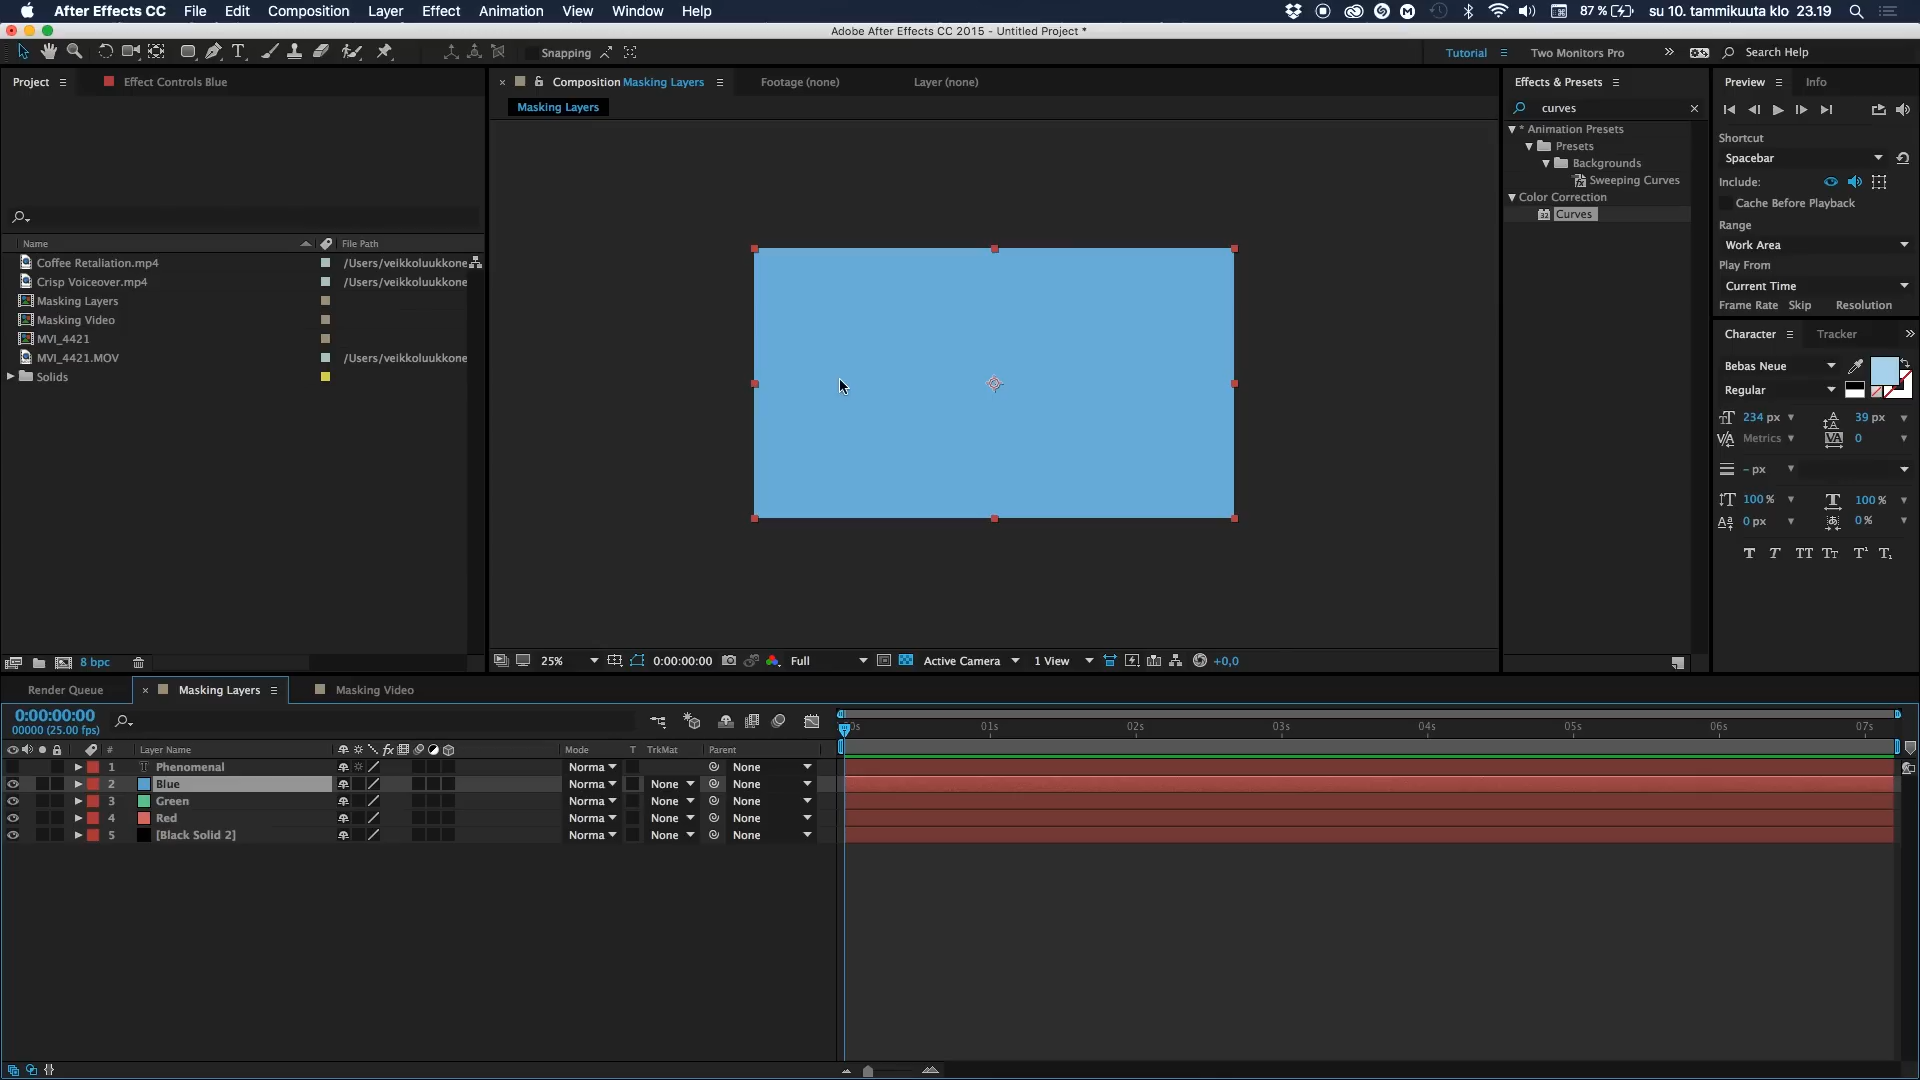 After Effects CC File Edit Composition Layer Effect Animation View Window Help 87 % su 10. tammikuuta klo 23.19
Adobe After Effects CC 2015 - Untitled Project *
Snapping Tutorial Two Monitors Pro Search Help
Project Effect Controls Blue Composition Masking Layers Footage (none) Layer (none) Effects & Presets Preview Info
Masking Layers curves
* Animation Presets
Presets
Backgrounds
Sweeping Curves
Color Correction
Curves
Shortcut
Spacebar
Include:
Cache Before Playback
Range
Work Area
Play From
Current Time
Frame Rate Skip Resolution
Name File Path
Coffee Retaliation.mp4 /Users/veikkoluukkone
Crisp Voiceover.mp4 /Users/veikkoluukkone
Masking Layers
Masking Video
MVI_4421
MVI_4421.MOV /Users/veikkoluukkone
Solids
Character Tracker
Bebas Neue
Regular
234 px 39 px
Metrics 0
- px
100 % 100 %
0 px 0 %
T T TT Tt T¹ T₁
8 bpc 25% 0:00:00:00 Full Active Camera 1 View +0,0
Render Queue Masking Layers Masking Video
0:00:00:00
00000 (25.00 fps)
01s 02s 03s 04s 05s 06s 07s
# Layer Name Mode T TrkMat Parent
1 T Phenomenal Norma None
2 Blue Norma None None
3 Green Norma None None
4 Red Norma None None
5 [Black Solid 2] Norma None None